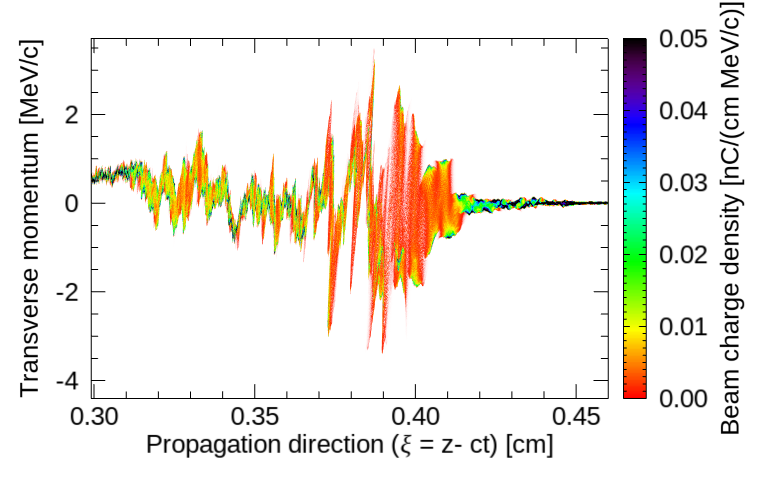 Transverse momentum [MeV/c]
2
0
-2
-4
0.30 0.35 0.40 0.45
Propagation direction (ξ = z- ct) [cm]
0.05
0.04
0.03
0.02
0.01
0.00
Beam charge density [nC/(cm MeV/c)]